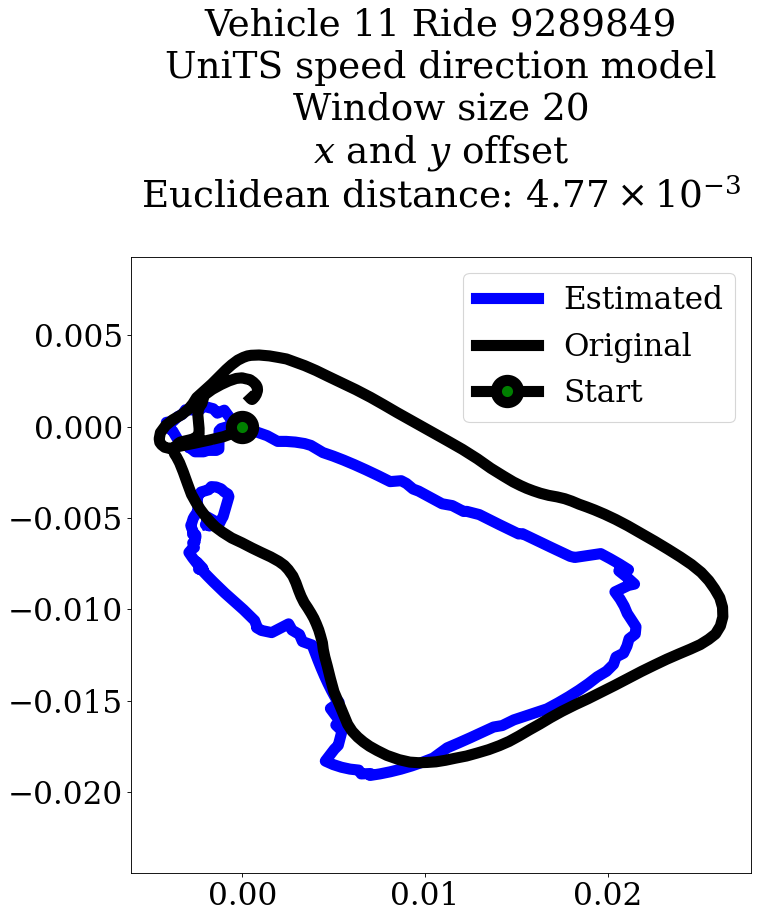 Vehicle 11 Ride 9289849
UniTS speed direction model
Window size 20
x and y offset
Euclidean distance: 4.77 × 10⁻³
Estimated
Original
Start
0.005
0.000
−0.005
−0.010
−0.015
−0.020
0.00 0.01 0.02